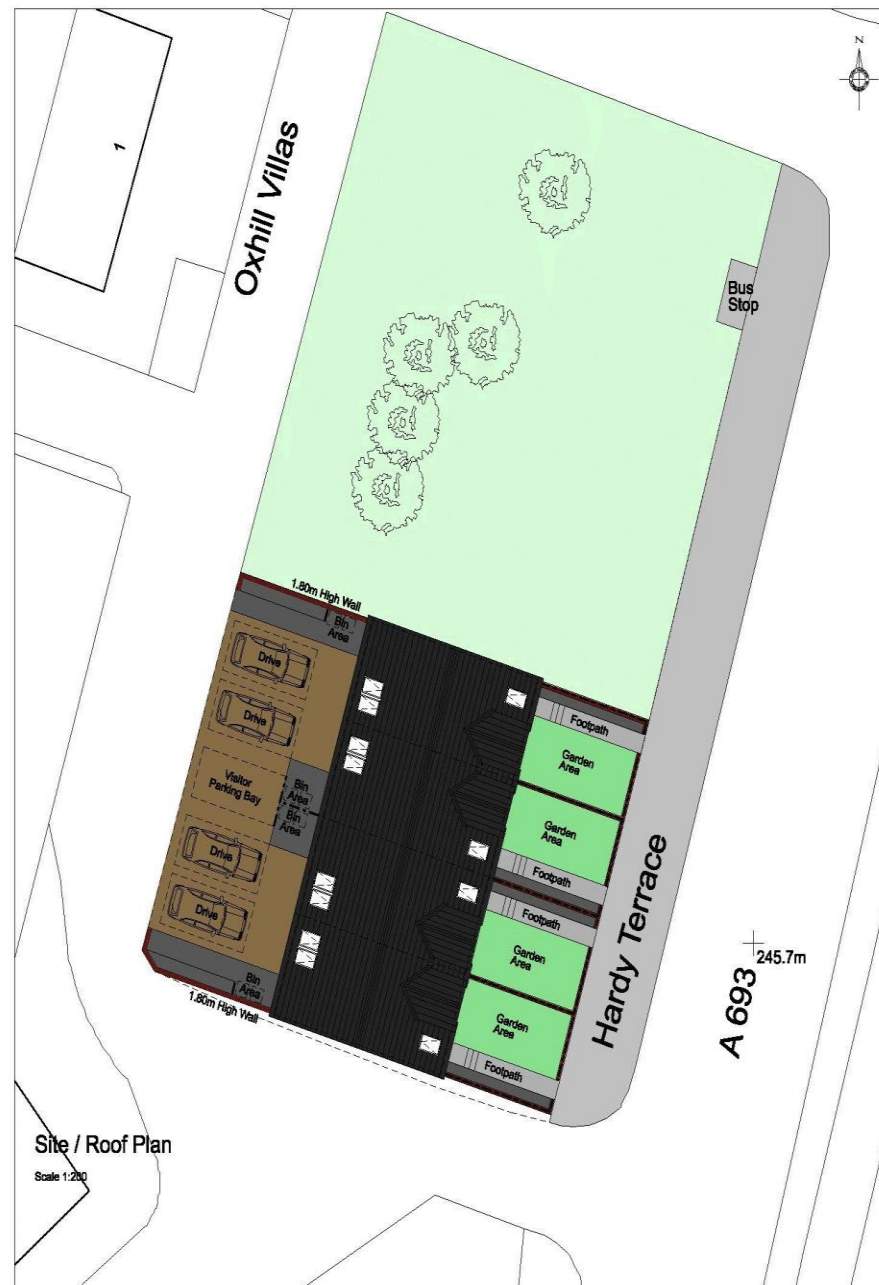 N
1
Oxhill Villas
Bus
Stop
1.80m High Wall
Bin
Area
Drive
Drive
Visitor
Parking Bay
Bin
Area
Bin
Area
Drive
Drive
Bin
Area
1.80m High Wall
Footpath
Garden
Area
Garden
Area
Footpath
Footpath
Garden
Area
Garden
Area
Footpath
Hardy Terrace
A 693
245.7m
Site / Roof Plan
Scale 1:200